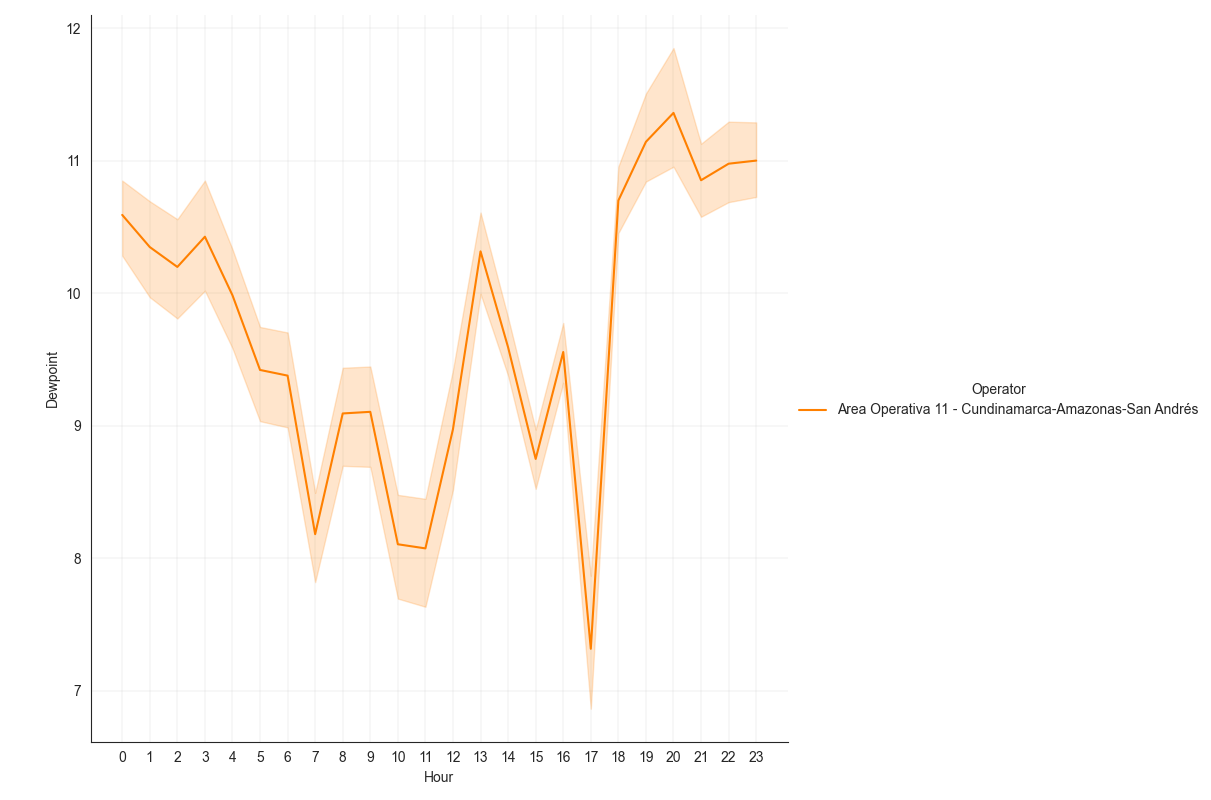 12
11
10
9
8
7
Dewpoint
0 1 2 3 4 5 6 7 8 9 10 11 12 13 14 15 16 17 18 19 20 21 22 23
Hour
Operator
Area Operativa 11 - Cundinamarca-Amazonas-San Andrés